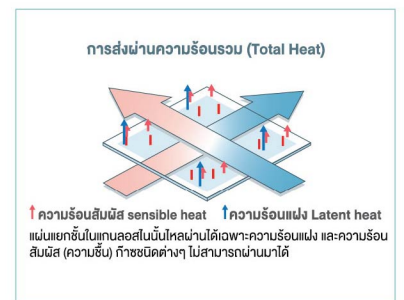 การส่งผ่านความร้อนรวม (Total Heat)
ความร้อนสัมผัส sensible heat ความร้อนแฝง Latent heat
แผ่นแยกชั้นในแกนลอสไนนั้นไหลผ่านได้เฉพาะความร้อนแฝง และความร้อน
สัมผัส (ความชื้น) ก๊าซชนิดต่างๆ ไม่สามารถผ่านมาได้